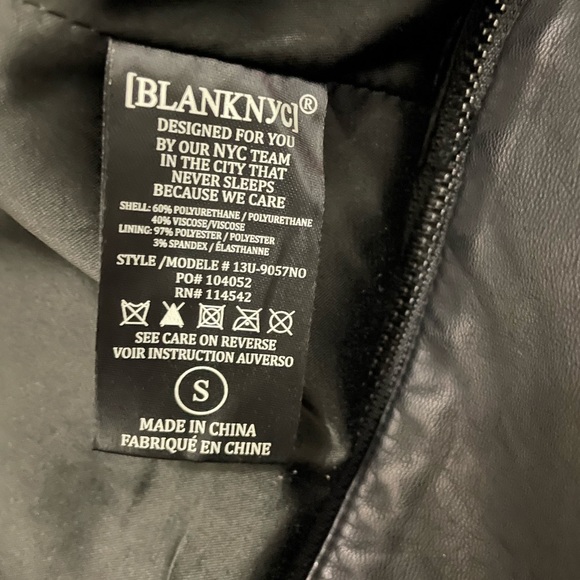 [BLANKNYC]®
DESIGNED FOR YOU
BY OUR NYC TEAM
IN THE CITY THAT
NEVER SLEEPS
BECAUSE WE CARE
SHELL: 60% POLYURETHANE / POLYURETHANE
40% VISCOSE/VISCOSE
LINING: 97% POLYESTER / POLYESTER
3% SPANDEX / ÉLASTHANNE
STYLE /MODELE # 13U-9057NO
PO# 104052
RN# 114542
SEE CARE ON REVERSE
VOIR INSTRUCTION AUVERSO
S
MADE IN CHINA
FABRIQUÉ EN CHINE